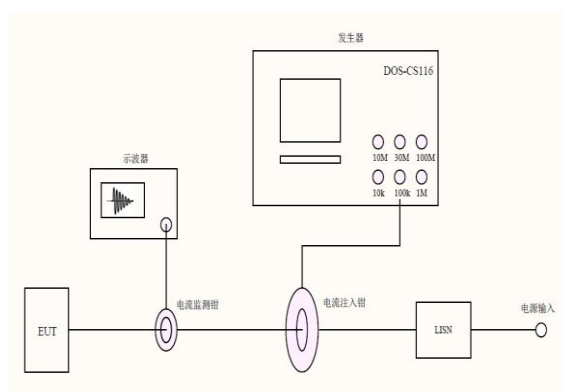 发生器
DOS-CS116
10M 30M 100M
10k 100k 1M
示波器
电流监测钳
电流注入钳
电源输入
EUT
LISN